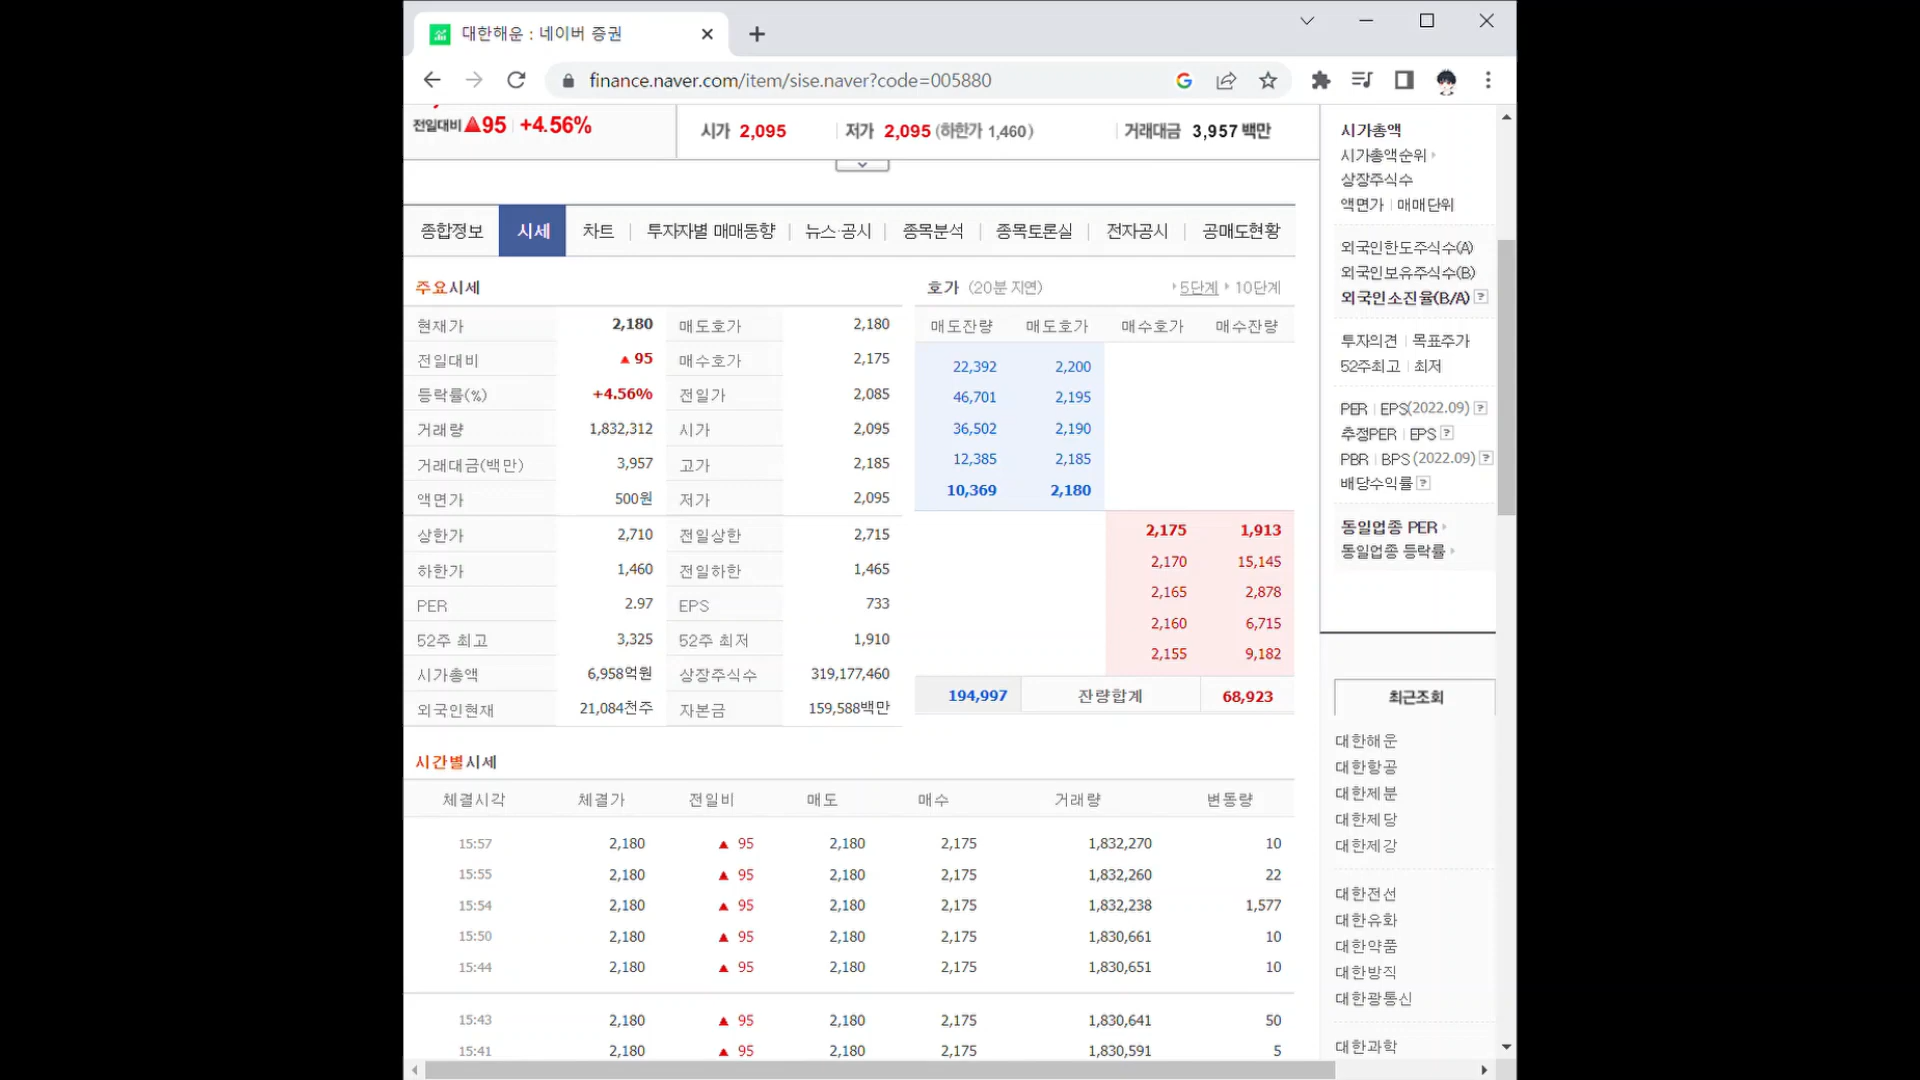 대한해운 : 네이버 증권
finance.naver.com/item/sise.naver?code=005880
전일대비 ▲95 +4.56%
시가 2,095 저가 2,095 (하한가 1,460) 거래대금 3,957 백만
종합정보 시세 차트 투자자별 매매동향 뉴스·공시 종목분석 종목토론실 전자공시 공매도현황
주요시세
현재가 2,180 매도호가 2,180
전일대비 ▲ 95 매수호가 2,175
등락률(%) +4.56% 전일가 2,085
거래량 1,832,312 시가 2,095
거래대금(백만) 3,957 고가 2,185
액면가 500원 저가 2,095
상한가 2,710 전일상한 2,715
하한가 1,460 전일하한 1,465
PER 2.97 EPS 733
52주 최고 3,325 52주 최저 1,910
시가총액 6,958억원 상장주식수 319,177,460
외국인현재 21,084천주 자본금 159,588백만
호가 (20분 지연) 5단계 10단계
매도잔량 매도호가 매수호가 매수잔량
22,392 2,200
46,701 2,195
36,502 2,190
12,385 2,185
10,369 2,180
2,175 1,913
2,170 15,145
2,165 2,878
2,160 6,715
2,155 9,182
194,997 잔량합계 68,923
시간별시세
체결시각 체결가 전일비 매도 매수 거래량 변동량
15:57 2,180 ▲ 95 2,180 2,175 1,832,270 10
15:55 2,180 ▲ 95 2,180 2,175 1,832,260 22
15:54 2,180 ▲ 95 2,180 2,175 1,832,238 1,577
15:50 2,180 ▲ 95 2,180 2,175 1,830,661 10
15:44 2,180 ▲ 95 2,180 2,175 1,830,651 10
15:43 2,180 ▲ 95 2,180 2,175 1,830,641 50
15:41 2,180 ▲ 95 2,180 2,175 1,830,591 5
시가총액
시가총액순위
상장주식수
액면가 | 매매단위
외국인한도주식수(A)
외국인보유주식수(B)
외국인소진율(B/A) ?
투자의견 | 목표주가
52주최고 | 최저
PER | EPS(2022.09) ?
추정PER | EPS ?
PBR | BPS (2022.09) ?
배당수익률 ?
동일업종 PER
동일업종 등락률
최근조회
대한해운
대한항공
대한제분
대한제당
대한제강
대한전선
대한유화
대한약품
대한방직
대한광통신
대한과학